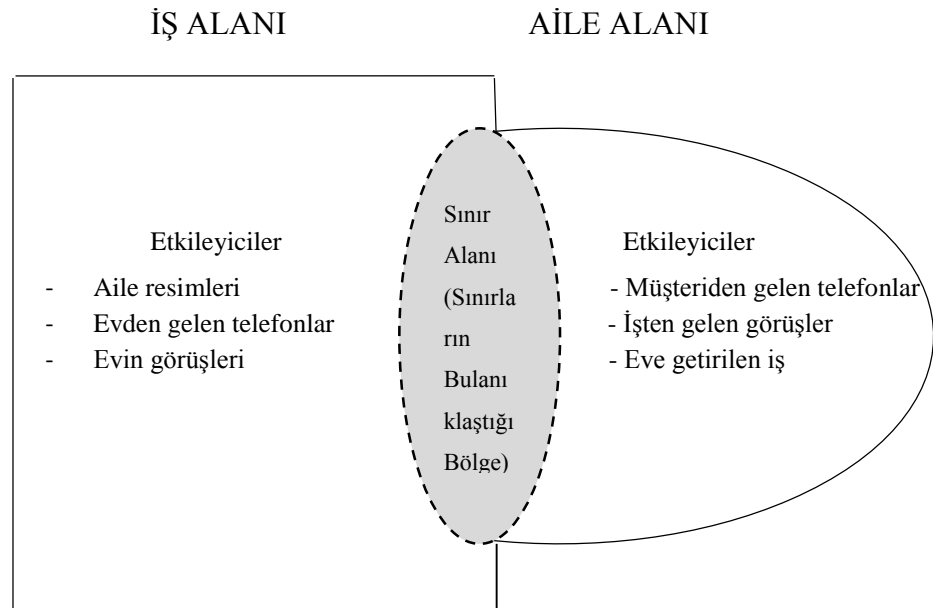 İŞ ALANI
AİLE ALANI
Etkileyiciler
- Aile resimleri
- Evden gelen telefonlar
- Evin görüşleri
Sınır
Alanı
(Sınırla
rın
Bulanı
klaştığı
Bölge)
Etkileyiciler
- Müşteriden gelen telefonlar
- İşten gelen görüşler
- Eve getirilen iş